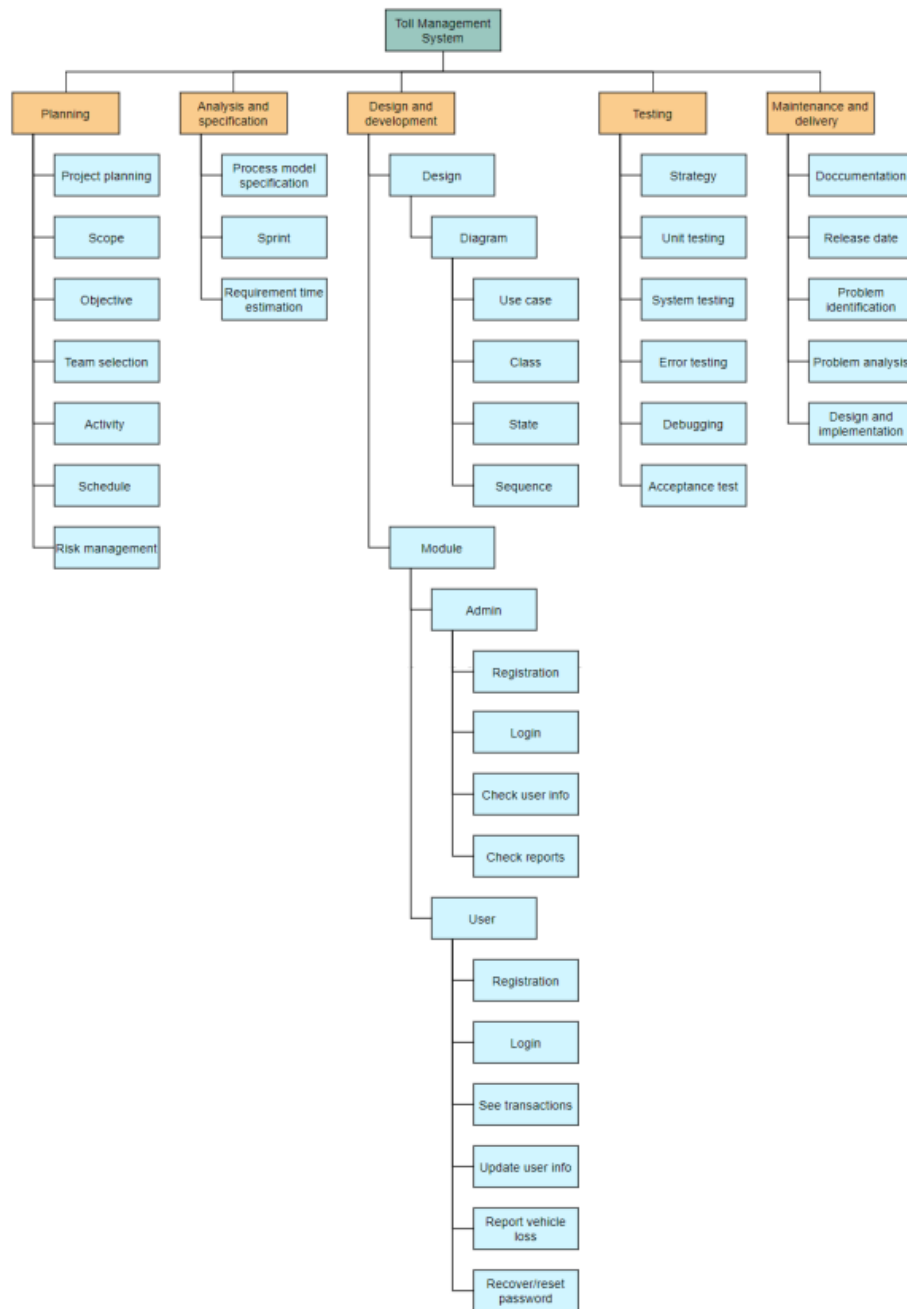 Toll Management
System
Planning
Analysis and
specification
Design and
development
Testing
Maintenance and
delivery
Project planning
Scope
Objective
Team selection
Activity
Schedule
Risk management
Process model
specification
Sprint
Requirement time
estimation
Design
Diagram
Use case
Class
State
Sequence
Module
Admin
Registration
Login
Check user info
Check reports
User
Registration
Login
See transactions
Update user info
Report vehicle
loss
Recover/reset
password
Strategy
Unit testing
System testing
Error testing
Debugging
Acceptance test
Doccumentation
Release date
Problem
identification
Problem analysis
Design and
implementation